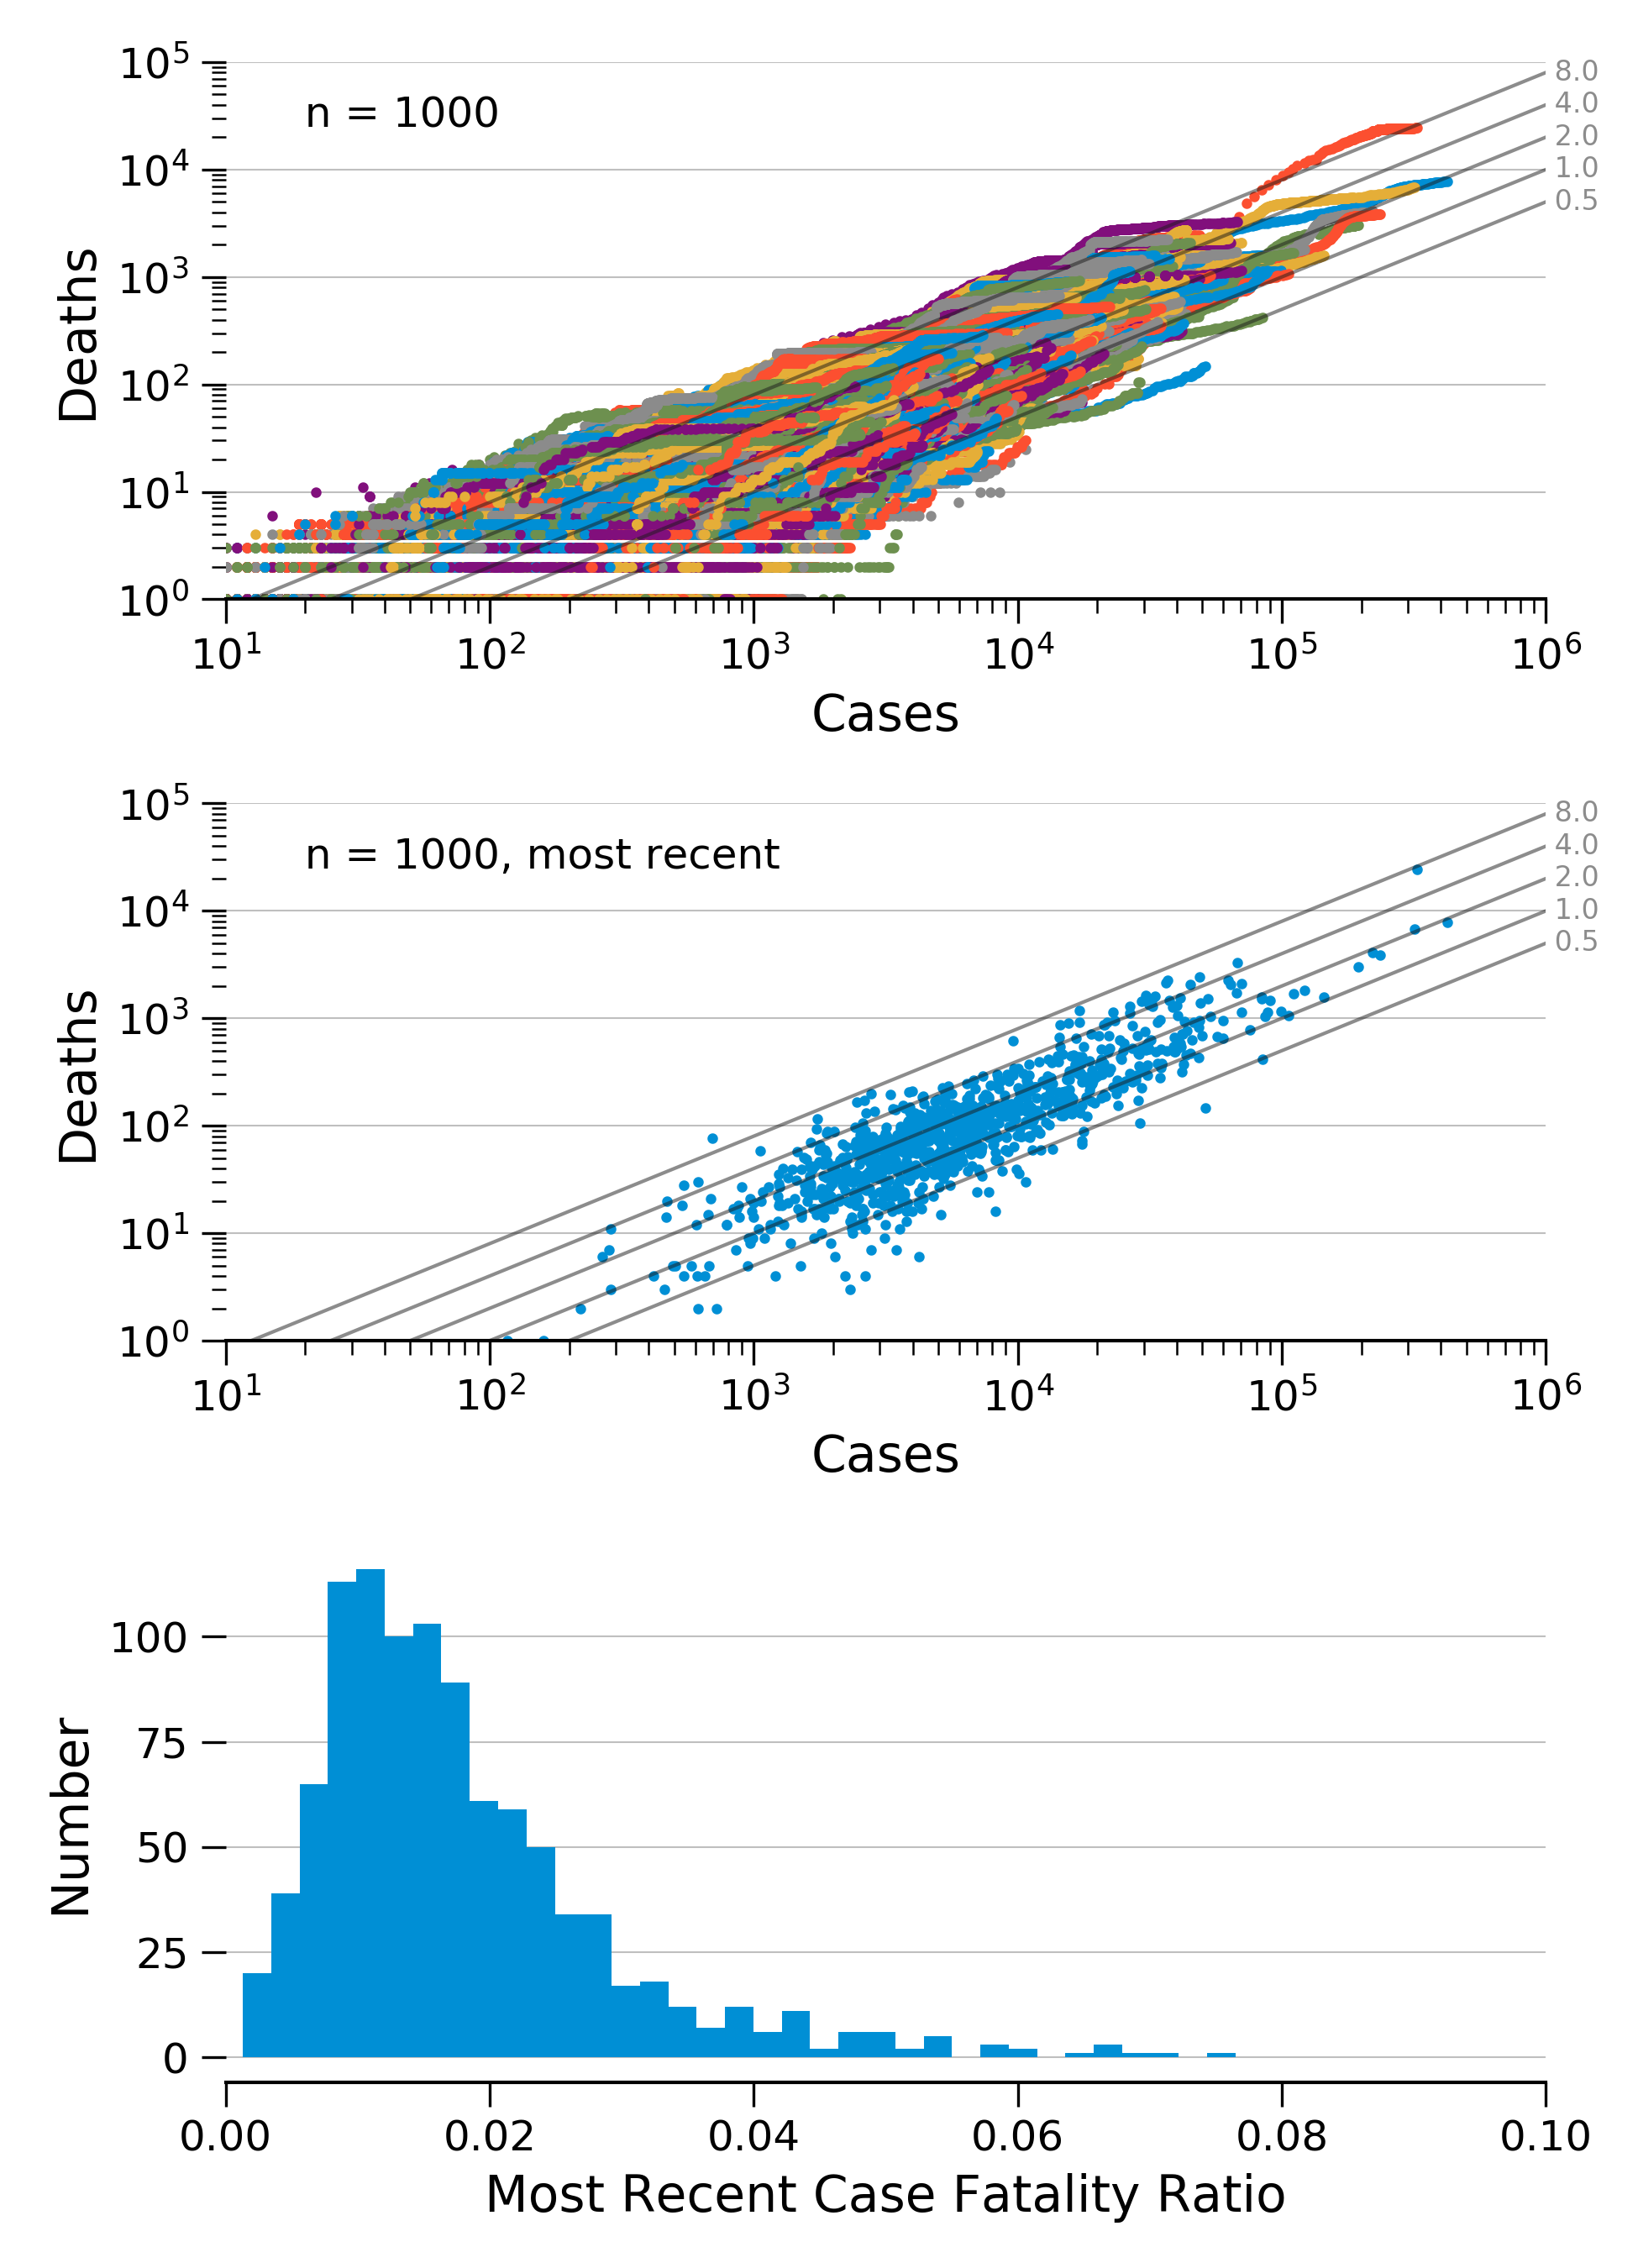 10⁵
8.0
n = 1000
4.0
2.0
10⁴
1.0
0.5
Deaths
10³
10²
10¹
10⁰
10¹ 10² 10³ 10⁴ 10⁵ 10⁶
Cases
10⁵
8.0
n = 1000, most recent
4.0
2.0
10⁴
1.0
0.5
Deaths
10³
10²
10¹
10⁰
10¹ 10² 10³ 10⁴ 10⁵ 10⁶
Cases
100
75
Number
50
25
0
0.00 0.02 0.04 0.06 0.08 0.10
Most Recent Case Fatality Ratio